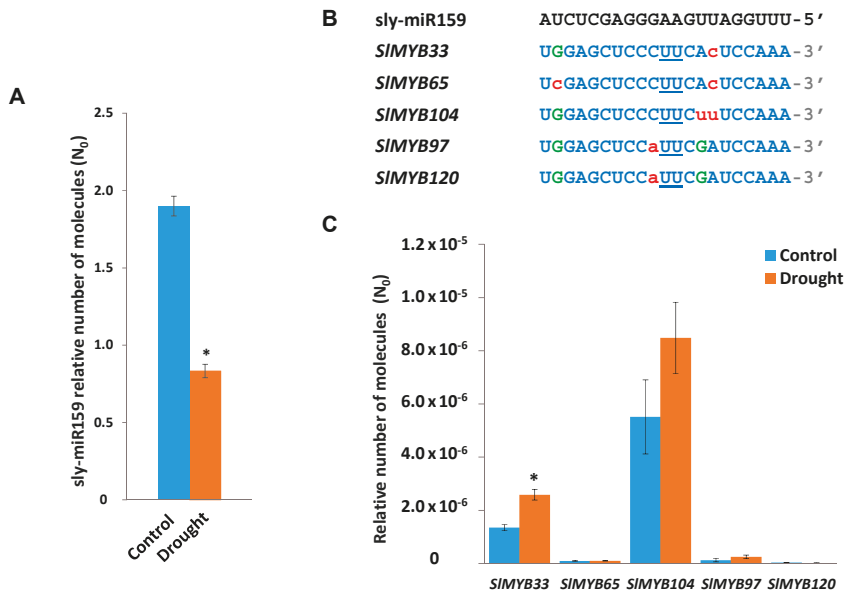 A
2.5
2.0
1.5
1.0
0.5
0
sly-miR159 relative number of molecules (N₀)
*
Control
Drought
B
sly-miR159 AUCUCGAGGGAAGUUAGGUUU-5′
SlMYB33 UGGAGCUCCCUUCAcUCCAAA-3′
SlMYB65 UcGAGCUCCCUUCAcUCCAAA-3′
SlMYB104 UGGAGCUCCCUUCuuUCCAAA-3′
SlMYB97 UGGAGCUCCaUUCGAUCCAAA-3′
SlMYB120 UGGAGCUCCaUUCGAUCCAAA-3′
C
1.2 x 10⁻⁵
1.0 x 10⁻⁵
8.0 x 10⁻⁶
6.0 x 10⁻⁶
4.0 x 10⁻⁶
2.0 x 10⁻⁶
0
Relative number of molecules (N₀)
Control
Drought
*
SlMYB33 SlMYB65 SlMYB104 SlMYB97 SlMYB120